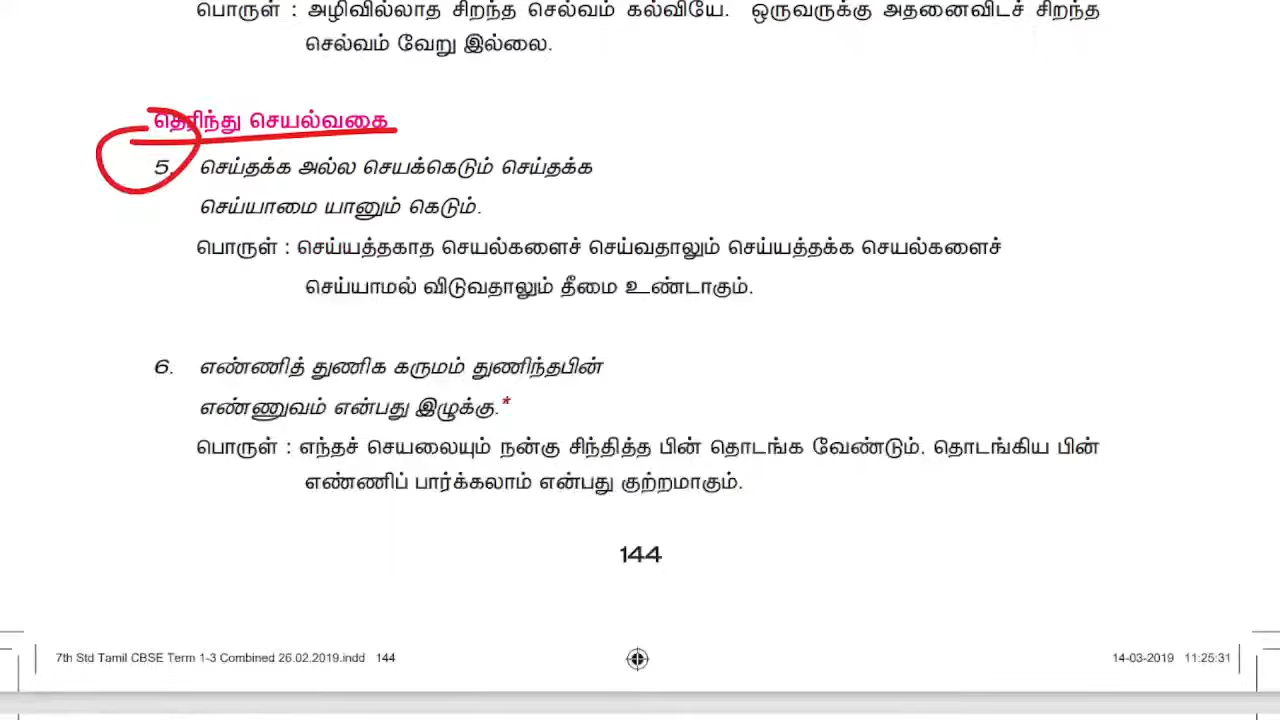 பொருள் : அழிவில்லாத சிறந்த செல்வம் கல்வியே. ஒருவருக்கு அதனைவிடச் சிறந்த
செல்வம் வேறு இல்லை.
தெரிந்து செயல்வகை
5. செய்தக்க அல்ல செயக்கெடும் செய்தக்க
செய்யாமை யானும் கெடும்.
பொருள் : செய்யத்தகாத செயல்களைச் செய்வதாலும் செய்யத்தக்க செயல்களைச்
செய்யாமல் விடுவதாலும் தீமை உண்டாகும்.
6. எண்ணித் துணிக கருமம் துணிந்தபின்
எண்ணுவம் என்பது இழுக்கு.*
பொருள் : எந்தச் செயலையும் நன்கு சிந்தித்த பின் தொடங்க வேண்டும். தொடங்கிய பின்
எண்ணிப் பார்க்கலாம் என்பது குற்றமாகும்.
144
7th Std Tamil CBSE Term 1-3 Combined 26.02.2019.indd 144
14-03-2019 11:25:31